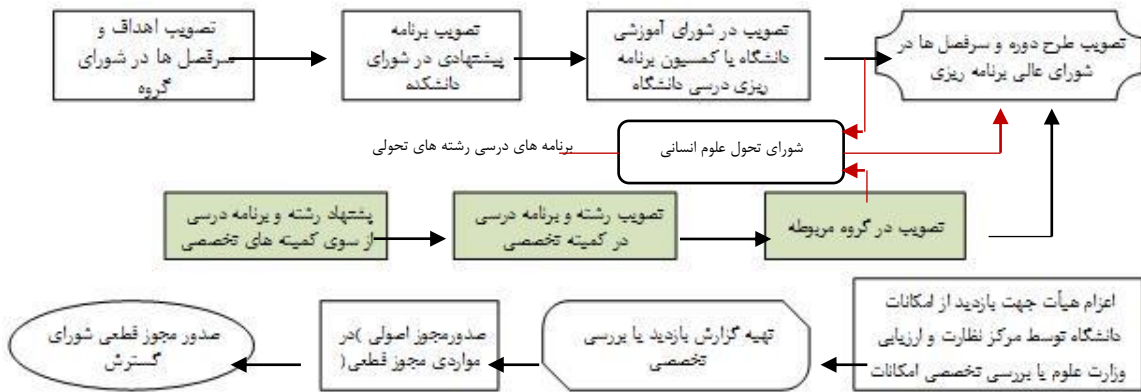 تصویب اهداف و
سرفصل ها در شورای
گروه
تصویب برنامه
پیشنهادی در شورای
دانشکده
تصویب در شورای آموزشی
دانشگاه یا کمسیون برنامه
ریزی درسی دانشگاه
تصویب طرح دوره و سرفصل ها در
شورای عالی برنامه ریزی
شورای تحول علوم انسانی
برنامه های درسی رشته های تحولی
پشنهاد رشته و برنامه درسی
از سوی کمیته های تخصصی
تصویب رشته و برنامه درسی
در کمیته تخصصی
تصویب در گروه مربوطه
اعزام هیأت جهت بازدید از امکانات
دانشگاه توسط مرکز نظارت و ارزیابی
وزارت علوم یا بررسی تخصصی امکانات
تهیه گزارش بازدید یا بررسی
تخصصی
صدورمجوز اصولی )در
مواردی مجوز قطعی(
صدور مجوز قطعی شورای
گسترش